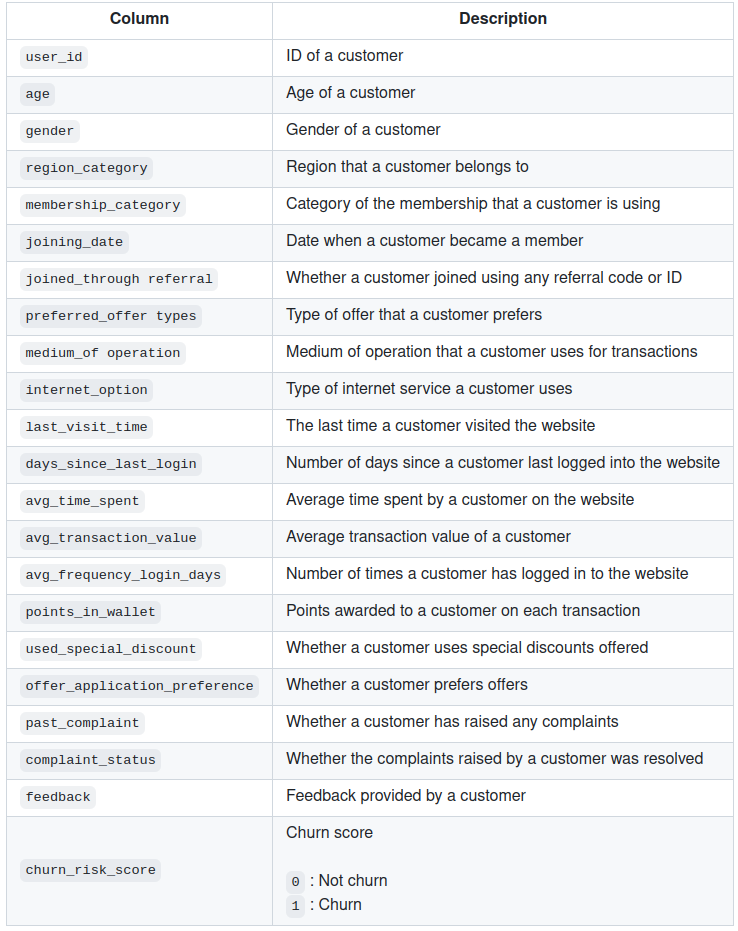 Column Description
user_id ID of a customer
age Age of a customer
gender Gender of a customer
region_category Region that a customer belongs to
membership_category Category of the membership that a customer is using
joining_date Date when a customer became a member
joined_through referral Whether a customer joined using any referral code or ID
preferred_offer types Type of offer that a customer prefers
medium_of operation Medium of operation that a customer uses for transactions
internet_option Type of internet service a customer uses
last_visit_time The last time a customer visited the website
days_since_last_login Number of days since a customer last logged into the website
avg_time_spent Average time spent by a customer on the website
avg_transaction_value Average transaction value of a customer
avg_frequency_login_days Number of times a customer has logged in to the website
points_in_wallet Points awarded to a customer on each transaction
used_special_discount Whether a customer uses special discounts offered
offer_application_preference Whether a customer prefers offers
past_complaint Whether a customer has raised any complaints
complaint_status Whether the complaints raised by a customer was resolved
feedback Feedback provided by a customer
churn_risk_score Churn score
0 : Not churn
1 : Churn